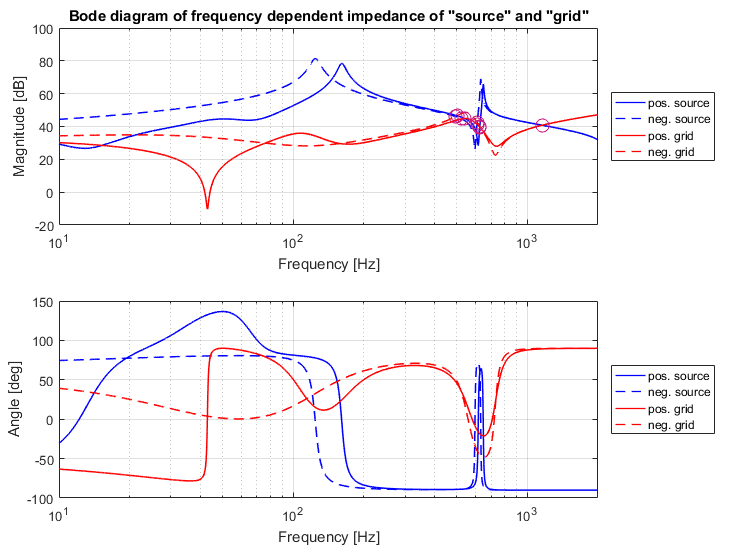 Bode diagram of frequency dependent impedance of "source" and "grid"
100
80
60
40
20
0
-20
Magnitude [dB]
10^1
10^2
10^3
Frequency [Hz]
pos. source
neg. source
pos. grid
neg. grid
150
100
50
0
-50
-100
Angle [deg]
10^1
10^2
10^3
Frequency [Hz]
pos. source
neg. source
pos. grid
neg. grid